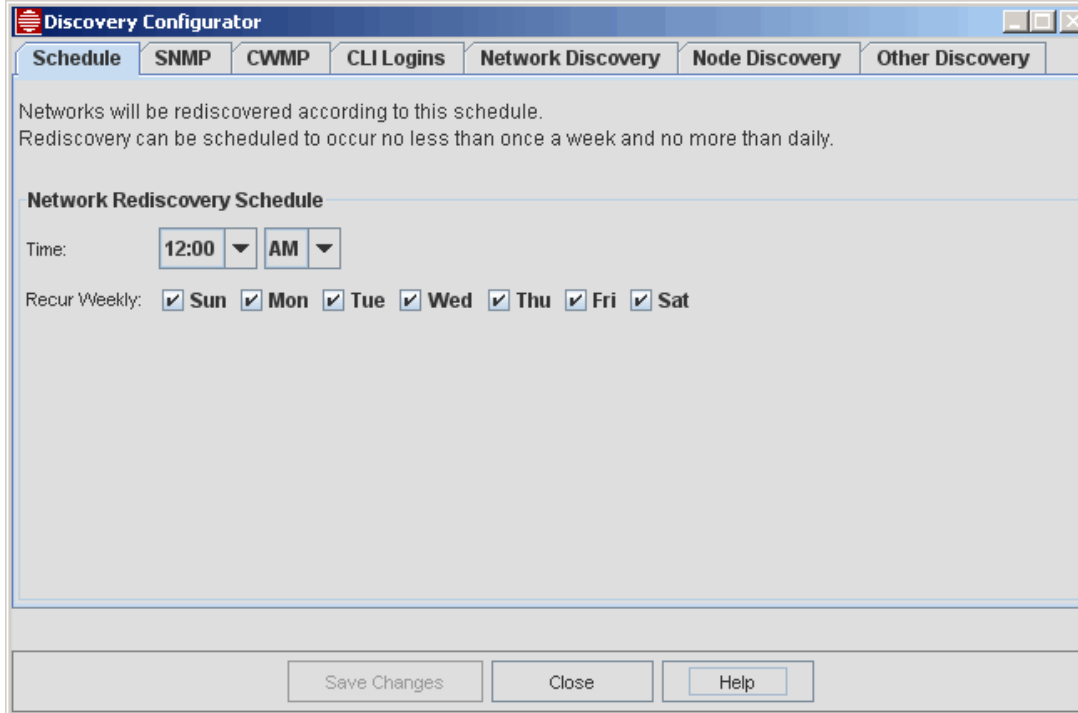 Discovery Configurator
Schedule SNMP CWMP CLI Logins Network Discovery Node Discovery Other Discovery
Networks will be rediscovered according to this schedule.
Rediscovery can be scheduled to occur no less than once a week and no more than daily.
Network Rediscovery Schedule
Time: 12:00 AM
Recur Weekly: Sun Mon Tue Wed Thu Fri Sat
Save Changes Close Help